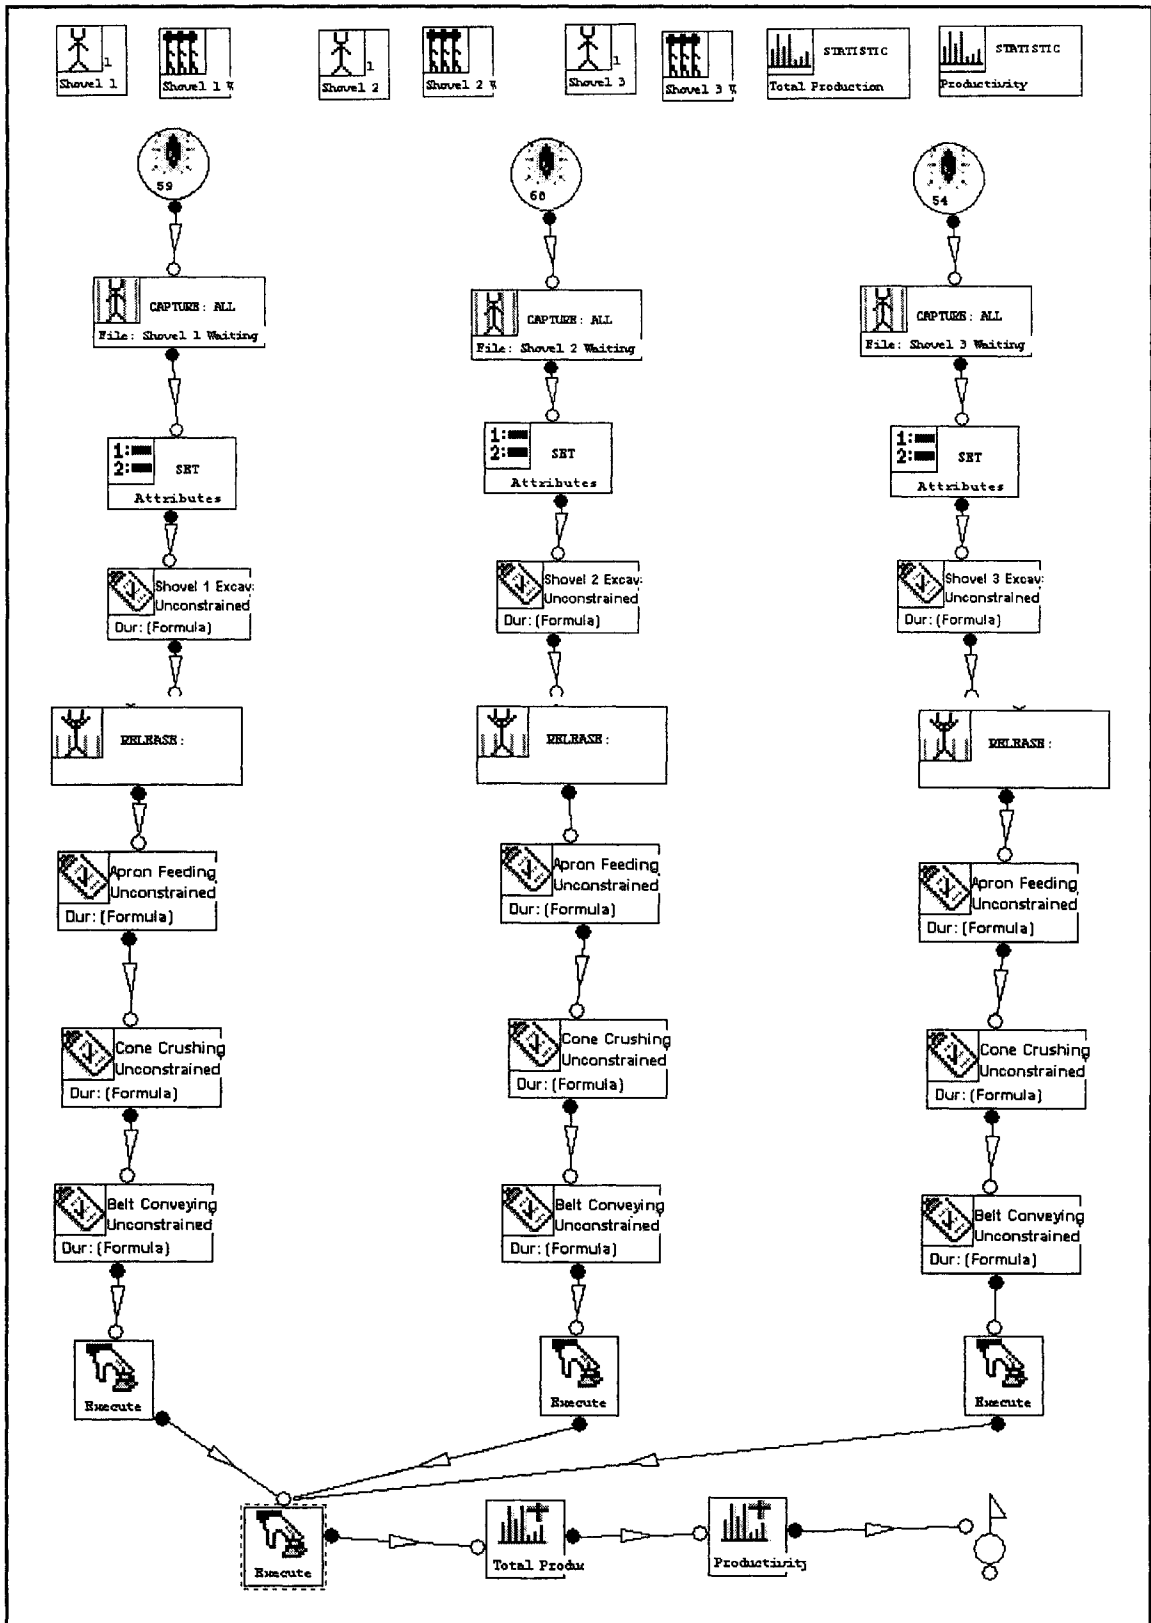 1
Shovel 1
Shovel 1 W
1
Shovel 2
Shovel 2 W
1
Shovel 3
Shovel 3 W
STATISTIC
Total Production
STATISTIC
Productivity
59
60
54
CAPTURE: ALL
File: Shovel 1 Waiting
CAPTURE: ALL
File: Shovel 2 Waiting
CAPTURE: ALL
File: Shovel 3 Waiting
1:
2:
SET
Attributes
1:
2:
SET
Attributes
1:
2:
SET
Attributes
Shovel 1 Excav
Unconstrained
Dur: (Formula)
Shovel 2 Excav
Unconstrained
Dur: (Formula)
Shovel 3 Excav
Unconstrained
Dur: (Formula)
RELEASE:
RELEASE:
RELEASE:
Apron Feeding
Unconstrained
Dur: (Formula)
Apron Feeding
Unconstrained
Dur: (Formula)
Apron Feeding
Unconstrained
Dur: (Formula)
Cone Crushing
Unconstrained
Dur: (Formula)
Cone Crushing
Unconstrained
Dur: (Formula)
Cone Crushing
Unconstrained
Dur: (Formula)
Belt Conveying
Unconstrained
Dur: (Formula)
Belt Conveying
Unconstrained
Dur: (Formula)
Belt Conveying
Unconstrained
Dur: (Formula)
Execute
Execute
Execute
Execute
Total Produc
Productivity